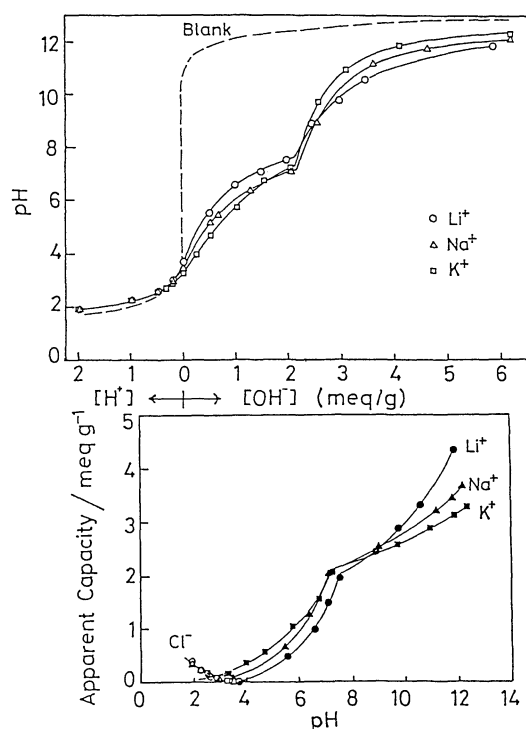 Blank
12
10
8
6
4
2
0
pH
Li⁺
Na⁺
K⁺
2 1 0 1 2 3 4 5 6
[H⁺] [OH⁻] (meq/g)
Apparent Capacity / meq g⁻¹
5
4
3
2
1
0
Li⁺
Na⁺
K⁺
Cl⁻
0 2 4 6 8 10 12 14
pH